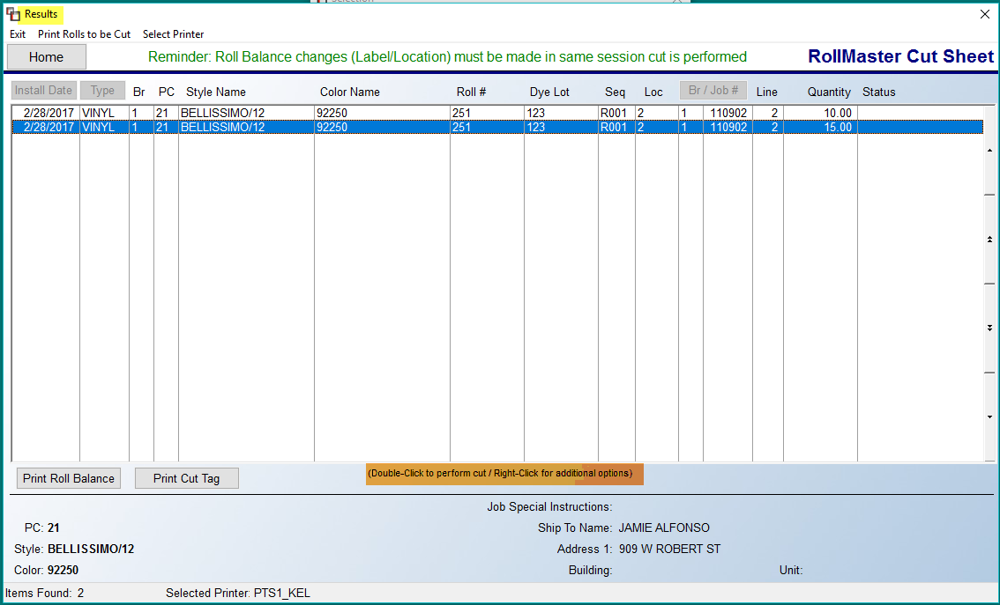 Selection
Results
Exit Print Rolls to be Cut Select Printer
Home Reminder: Roll Balance changes (Label/Location) must be made in same session cut is performed RollMaster Cut Sheet
Install Date Type Br PC Style Name Color Name Roll # Dye Lot Seq Loc Br / Job # Line Quantity Status
2/28/2017 VINYL 1 21 BELLISSIMO/12 92250 251 123 R001 2 1 110902 2 10.00
2/28/2017 VINYL 1 21 BELLISSIMO/12 92250 251 123 R001 2 1 110902 2 15.00
Print Roll Balance Print Cut Tag (Double-Click to perform cut / Right-Click for additional options)
Job Special Instructions:
PC: 21 Ship To Name: JAMIE ALFONSO
Style: BELLISSIMO/12 Address 1: 909 W ROBERT ST
Color: 92250 Building: Unit:
Items Found: 2 Selected Printer: PTS1_KEL